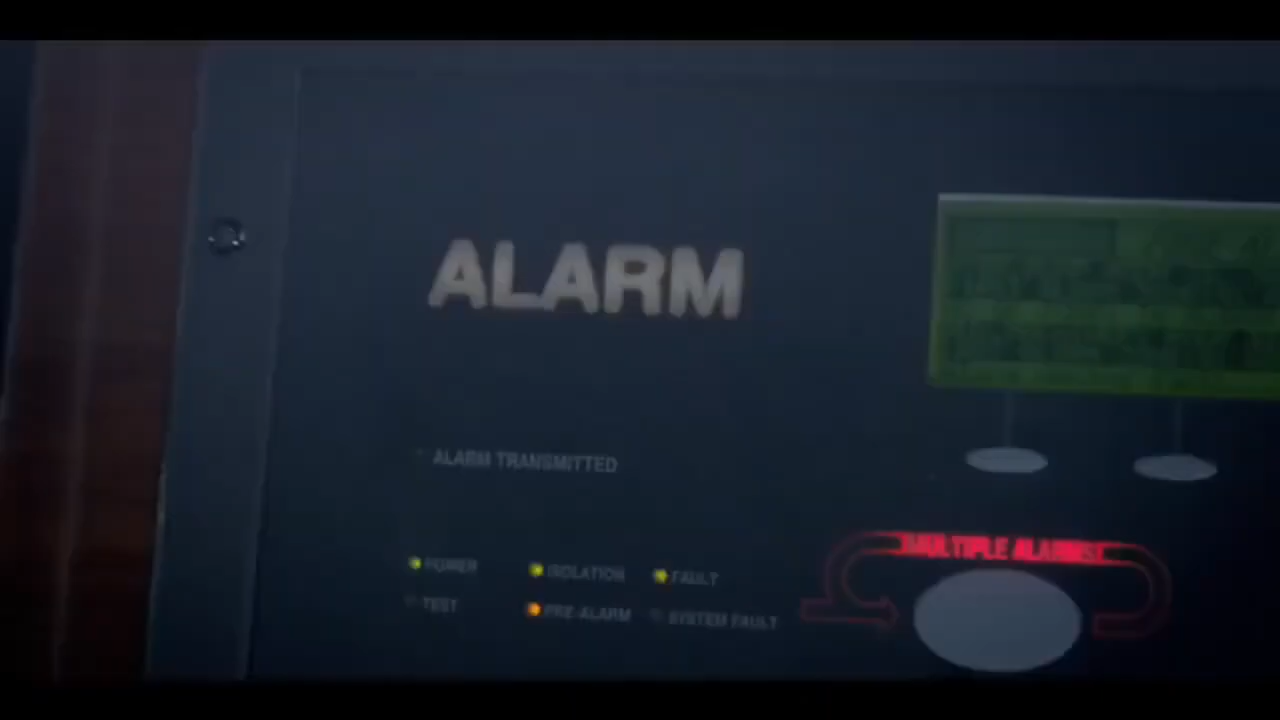 ALARM
ALARM TRANSMITTED
MULTIPLE ALARMS!
POWER ISOLATION FAULT
TEST PRE-ALARM SYSTEM FAULT